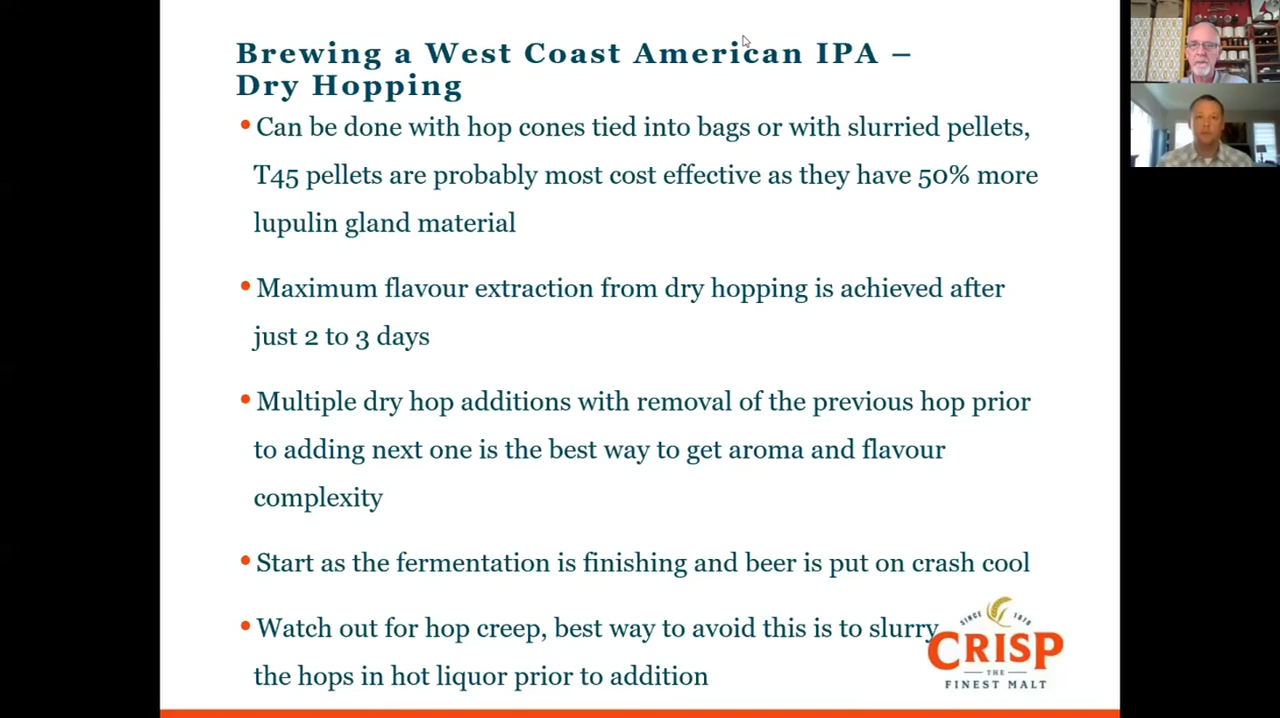 Brewing a West Coast American IPA –
Dry Hopping
• Can be done with hop cones tied into bags or with slurried pellets,
T45 pellets are probably most cost effective as they have 50% more
lupulin gland material
• Maximum flavour extraction from dry hopping is achieved after
just 2 to 3 days
• Multiple dry hop additions with removal of the previous hop prior
to adding next one is the best way to get aroma and flavour
complexity
• Start as the fermentation is finishing and beer is put on crash cool
• Watch out for hop creep, best way to avoid this is to slurry
the hops in hot liquor prior to addition
SINCE 1870
CRISP
THE
FINEST MALT